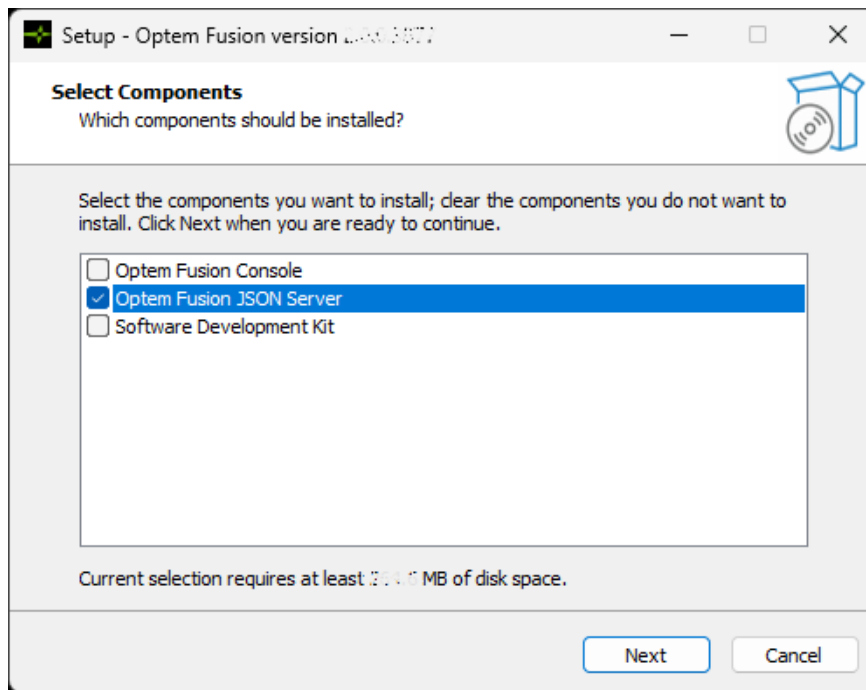 Setup - Optem Fusion version
Select Components
Which components should be installed?
Select the components you want to install; clear the components you do not want to
install. Click Next when you are ready to continue.
Optem Fusion Console
Optem Fusion JSON Server
Software Development Kit
Current selection requires at least MB of disk space.
Next
Cancel